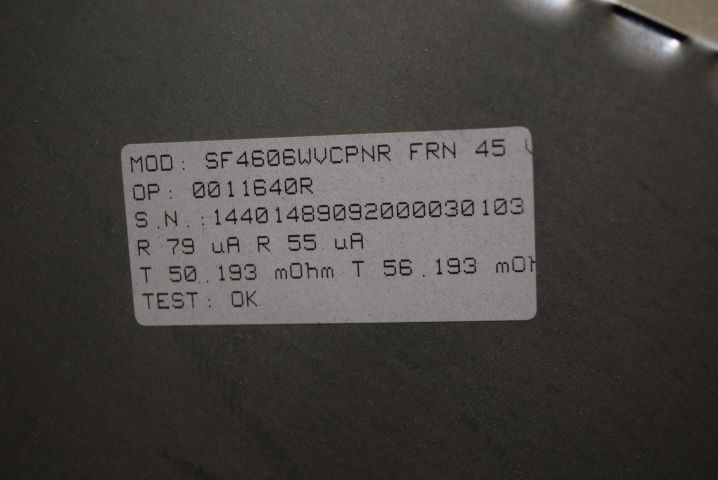 MOD: SF4606WVCPNR FRN 45
OP: 0011640R
S.N.:14401489092000030103
R 79 uA R 55 uA
T 50.193 mOhm T 56.193 mOh
TEST: OK